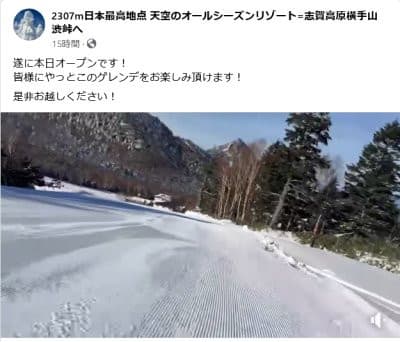 2307m日本最高地点 天空のオールシーズンリゾート=志賀高原横手山
渋峠へ
15時間
遂に本日オープンです！
皆様にやっとこのゲレンデをお楽しみ頂けます！
是非お越しください！